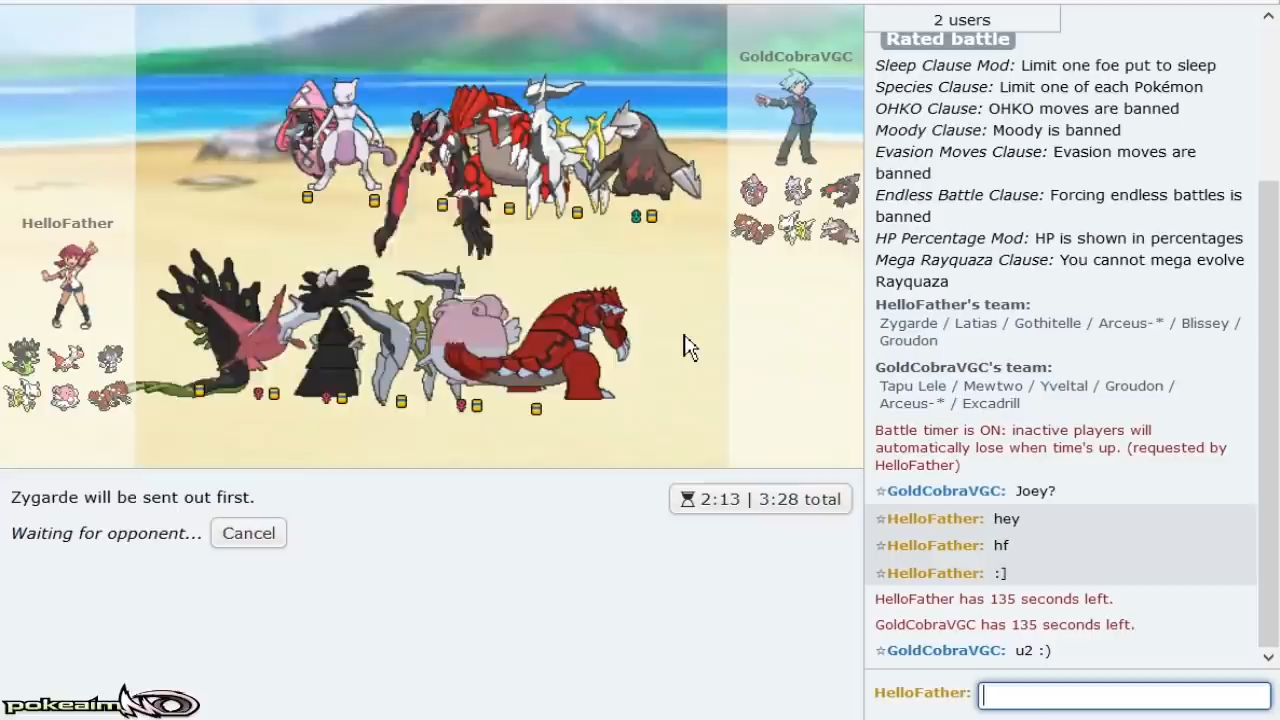 2 users
Rated battle
Sleep Clause Mod: Limit one foe put to sleep
Species Clause: Limit one of each Pokémon
OHKO Clause: OHKO moves are banned
Moody Clause: Moody is banned
Evasion Moves Clause: Evasion moves are
banned
Endless Battle Clause: Forcing endless battles is
banned
HP Percentage Mod: HP is shown in percentages
Mega Rayquaza Clause: You cannot mega evolve
Rayquaza
HelloFather's team:
Zygarde / Latias / Gothitelle / Arceus-* / Blissey /
Groudon
GoldCobraVGC's team:
Tapu Lele / Mewtwo / Yveltal / Groudon /
Arceus-* / Excadrill
Battle timer is ON: inactive players will
automatically lose when time's up. (requested by
HelloFather)
☆GoldCobraVGC: Joey?
☆HelloFather: hey
☆HelloFather: hf
☆HelloFather: :]
HelloFather has 135 seconds left.
GoldCobraVGC has 135 seconds left.
☆GoldCobraVGC: u2 :)
HelloFather:
GoldCobraVGC
HelloFather
Zygarde will be sent out first.
2:13 | 3:28 total
Waiting for opponent... Cancel
pokeaimMD